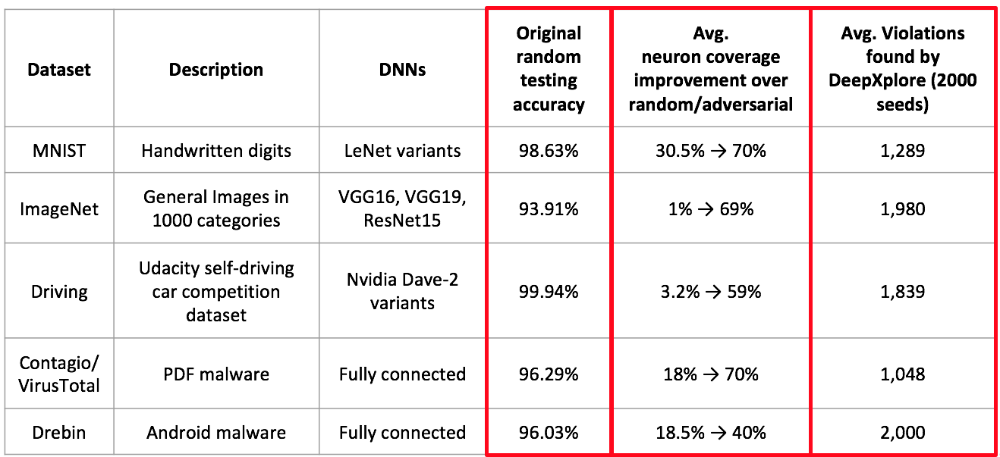 Dataset
Description
DNNs
Original
random
testing
accuracy
Avg.
neuron coverage
improvement over
random/adversarial
Avg. Violations
found by
DeepXplore (2000
seeds)
MNIST
Handwritten digits
LeNet variants
98.63%
30.5% → 70%
1,289
ImageNet
General Images in
1000 categories
VGG16, VGG19,
ResNet15
93.91%
1% → 69%
1,980
Driving
Udacity self-driving
car competition
dataset
Nvidia Dave-2
variants
99.94%
3.2% → 59%
1,839
Contagio/
VirusTotal
PDF malware
Fully connected
96.29%
18% → 70%
1,048
Drebin
Android malware
Fully connected
96.03%
18.5% → 40%
2,000